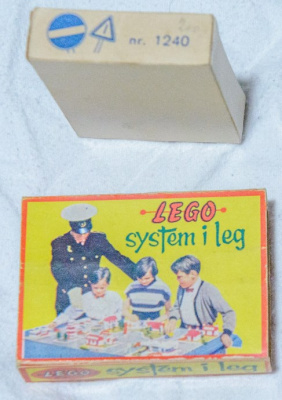 nr. 1240
LEGO
system i leg
LEGO system i leg